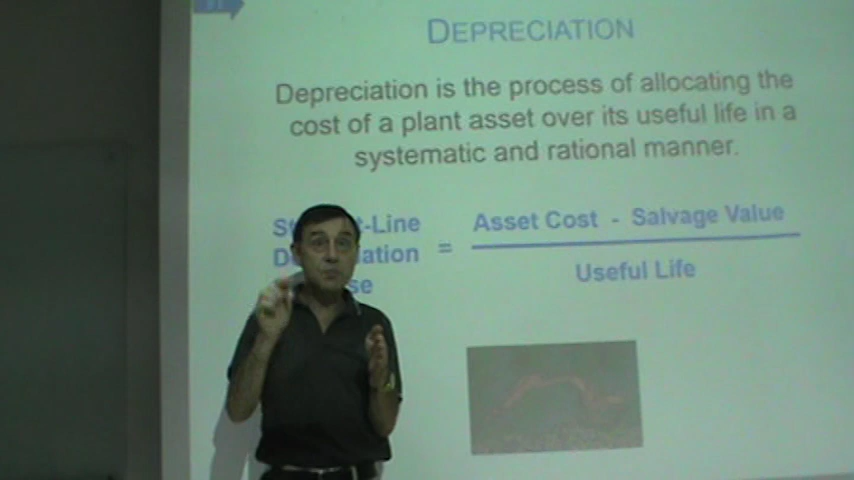 DEPRECIATION
Depreciation is the process of allocating the
cost of a plant asset over its useful life in a
systematic and rational manner.
-Line
=
Asset Cost - Salvage Value
Useful Life